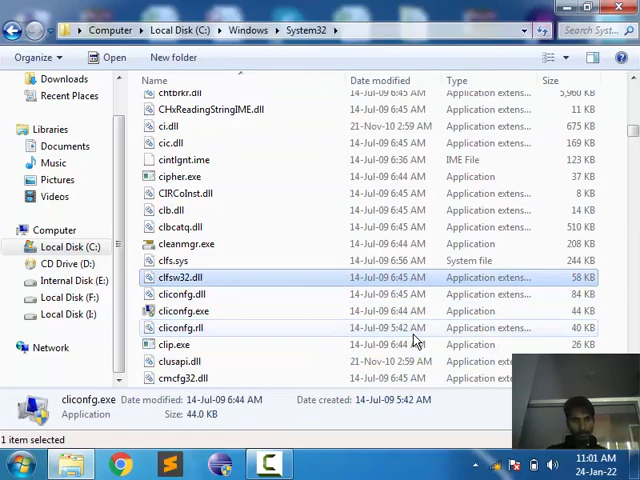 Computer ▸ Local Disk (C:) ▸ Windows ▸ System32 ▸
Search Syst...
Organize Open New folder
Name Date modified Type Size
chtbrkr.dll 14-Jul-09 6:45 AM Application extens... 5,960 KB
CHxReadingStringIME.dll 14-Jul-09 6:45 AM Application extens... 11 KB
ci.dll 21-Nov-10 2:59 AM Application extens... 675 KB
cic.dll 14-Jul-09 6:45 AM Application extens... 169 KB
cintlgnt.ime 14-Jul-09 6:36 AM IME File 123 KB
cipher.exe 14-Jul-09 6:44 AM Application 37 KB
CIRCoInst.dll 14-Jul-09 6:45 AM Application extens... 8 KB
clb.dll 14-Jul-09 6:45 AM Application extens... 14 KB
clbcatq.dll 14-Jul-09 6:45 AM Application extens... 510 KB
cleanmgr.exe 14-Jul-09 6:44 AM Application 208 KB
clfs.sys 14-Jul-09 6:56 AM System file 244 KB
clfsw32.dll 14-Jul-09 6:45 AM Application extens... 58 KB
cliconfg.dll 14-Jul-09 6:45 AM Application extens... 84 KB
cliconfg.exe 14-Jul-09 6:44 AM Application 44 KB
cliconfg.rll 14-Jul-09 5:42 AM Application extens... 40 KB
clip.exe 14-Jul-09 6:44 AM Application 26 KB
clusapi.dll 21-Nov-10 2:59 AM Application extens...
cmcfg32.dll 14-Jul-09 6:45 AM Application extens...
Downloads
Recent Places
Libraries
Documents
Music
Pictures
Videos
Computer
Local Disk (C:)
CD Drive (D:)
Internal Disk (E:)
Local Disk (F:)
Local Disk (G:)
Network
cliconfg.exe Date modified: 14-Jul-09 6:44 AM Date created: 14-Jul-09 5:42 AM
Application Size: 44.0 KB
1 item selected
11:01 AM
24-Jan-22